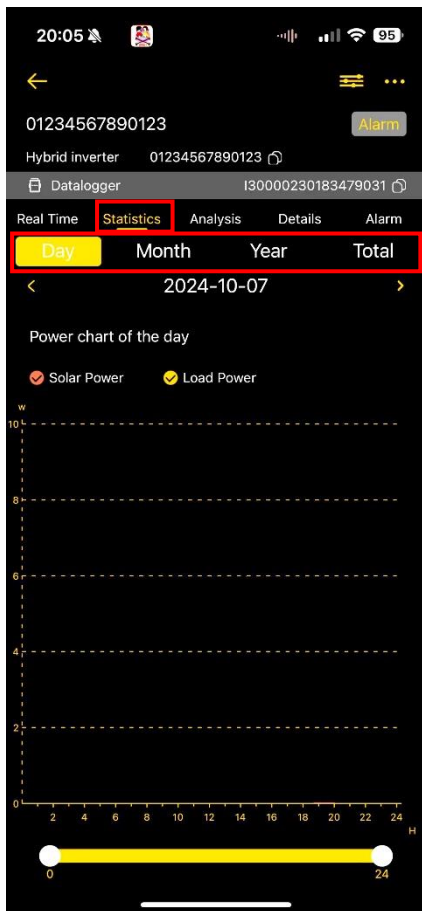 20:05 95
01234567890123 Alarm
Hybrid inverter 01234567890123
Datalogger I30000230183479031
Real Time Statistics Analysis Details Alarm
Day Month Year Total
< 2024-10-07 >
Power chart of the day
Solar Power Load Power
w
10
8
6
4
2
0
2 4 6 8 10 12 14 16 18 20 22 24
H
0 24